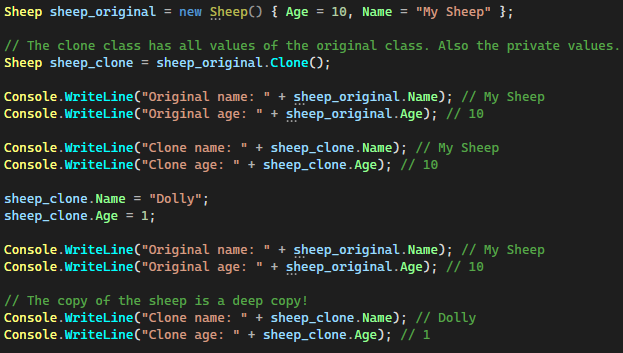 Sheep sheep_original = new Sheep() { Age = 10, Name = "My Sheep" };
// The clone class has all values of the original class. Also the private values.
Sheep sheep_clone = sheep_original.Clone();
Console.WriteLine("Original name: " + sheep_original.Name); // My Sheep
Console.WriteLine("Original age: " + sheep_original.Age); // 10
Console.WriteLine("Clone name: " + sheep_clone.Name); // My Sheep
Console.WriteLine("Clone age: " + sheep_clone.Age); // 10
sheep_clone.Name = "Dolly";
sheep_clone.Age = 1;
Console.WriteLine("Original name: " + sheep_original.Name); // My Sheep
Console.WriteLine("Original age: " + sheep_original.Age); // 10
// The copy of the sheep is a deep copy!
Console.WriteLine("Clone name: " + sheep_clone.Name); // Dolly
Console.WriteLine("Clone age: " + sheep_clone.Age); // 1